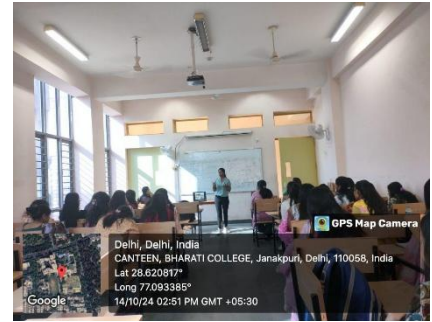 GPS Map Camera
Delhi, Delhi, India
CANTEEN, BHARATI COLLEGE, Janakpuri, Delhi, 110058, India
Lat 28.620817°
Long 77.093385°
14/10/24 02:51 PM GMT +05:30
Google